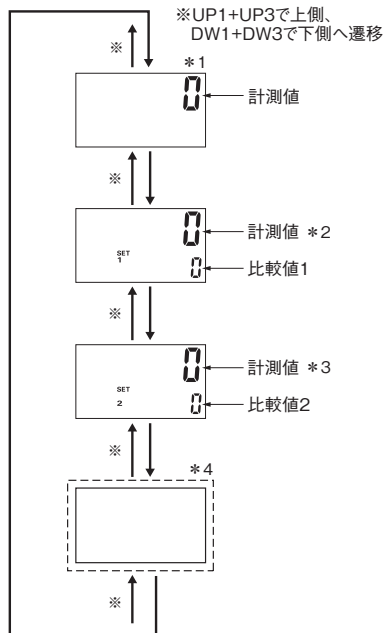 ※UP1+UP3で上側、
DW1+DW3で下側へ遷移
※
*1
0
計測値
※
0
計測値 *2
SET
1
0
比較値1
※
0
計測値 *3
SET
2
0
比較値2
※
*4
※